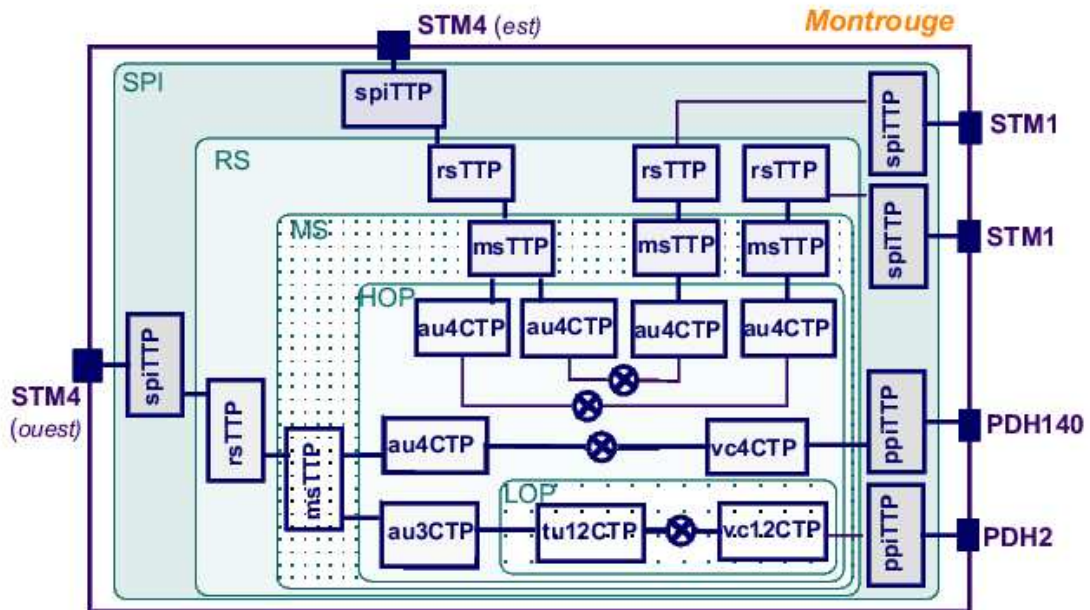 STM4 (est)
Montrouge
SPI
spiTTP
spiTTP
STM1
RS
rsTTP
rsTTP
rsTTP
spiTTP
STM1
MS
msTTP
msTTP
msTTP
HOP
au4CTP
au4CTP
au4CTP
au4CTP
spiTTP
STM4
(ouest)
rsTTP
msTTP
au4CTP
vc4CTP
ppiTTP
PDH140
LOP
au3CTP
tu12CTP
vc12CTP
ppiTTP
PDH2